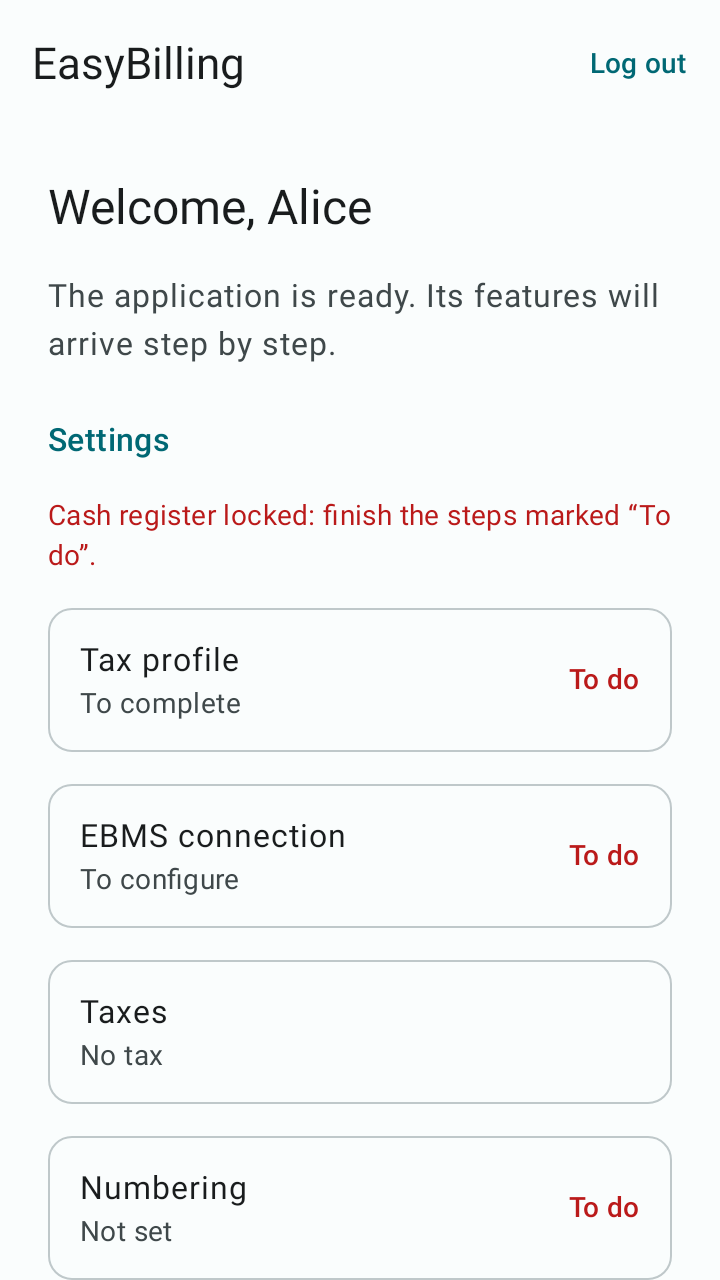 EasyBilling
Log out
Welcome, Alice
The application is ready. Its features will
arrive step by step.
Settings
Cash register locked: finish the steps marked “To
do”.
Tax profile
To complete
To do
EBMS connection
To configure
To do
Taxes
No tax
Numbering
Not set
To do